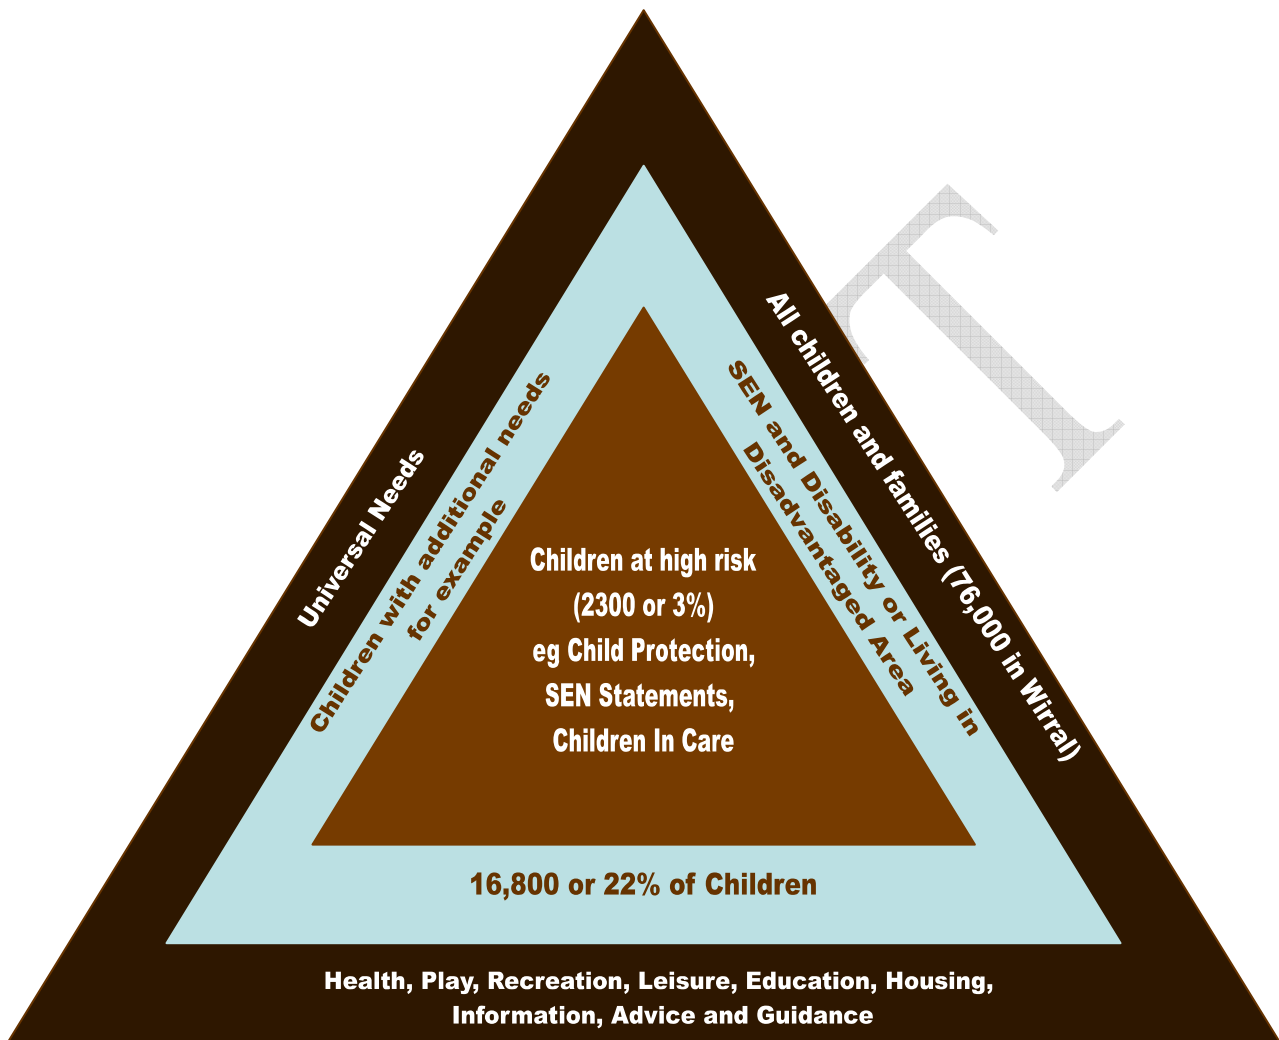 Universal Needs
All children and families (76,000 in Wirral)
Children with additional needs
for example
SEN and Disability or Living in
Disadvantaged Area
Children at high risk
(2300 or 3%)
eg Child Protection,
SEN Statements,
Children In Care
16,800 or 22% of Children
Health, Play, Recreation, Leisure, Education, Housing,
Information, Advice and Guidance
T